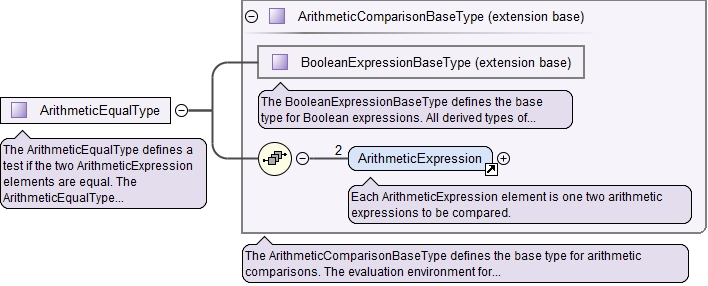 ArithmeticComparisonBaseType (extension base)
BooleanExpressionBaseType (extension base)
The BooleanExpressionBaseType defines the base
type for Boolean expressions. All derived types of...
ArithmeticEqualType
The ArithmeticEqualType defines a
test if the two ArithmeticExpression
elements are equal. The
ArithmeticEqualType...
2
ArithmeticExpression
Each ArithmeticExpression element is one two arithmetic
expressions to be compared.
The ArithmeticComparisonBaseType defines the base type for arithmetic
comparisons. The evaluation environment for...